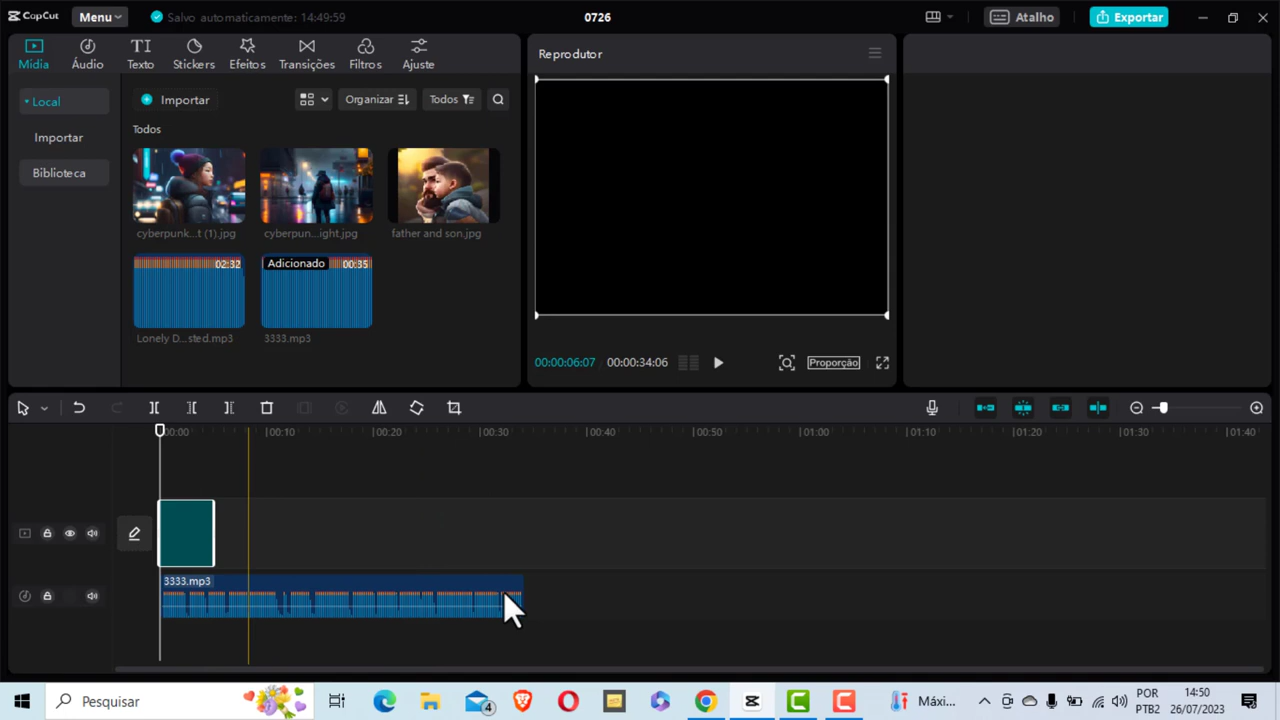 CapCut Menu Salvo automaticamente: 14:49:59 0726 Atalho Exportar
Mídia Áudio Texto Stickers Efeitos Transições Filtros Ajuste
Reprodutor
Local
Importar
Biblioteca
Importar Organizar Todos
Todos
cyberpunk...t (1).jpg cyberpun...ight.jpg father and son.jpg
02:32 Adicionado 00:35
Lonely D...sted.mp3 3333.mp3
00:00:06:07 00:00:34:06 Proporção
00:00 00:10 00:20 00:30 00:40 00:50 01:00 01:10 01:20 01:30 01:40
3333.mp3
Pesquisar 4 Máxi... POR PTB2 14:50 26/07/2023